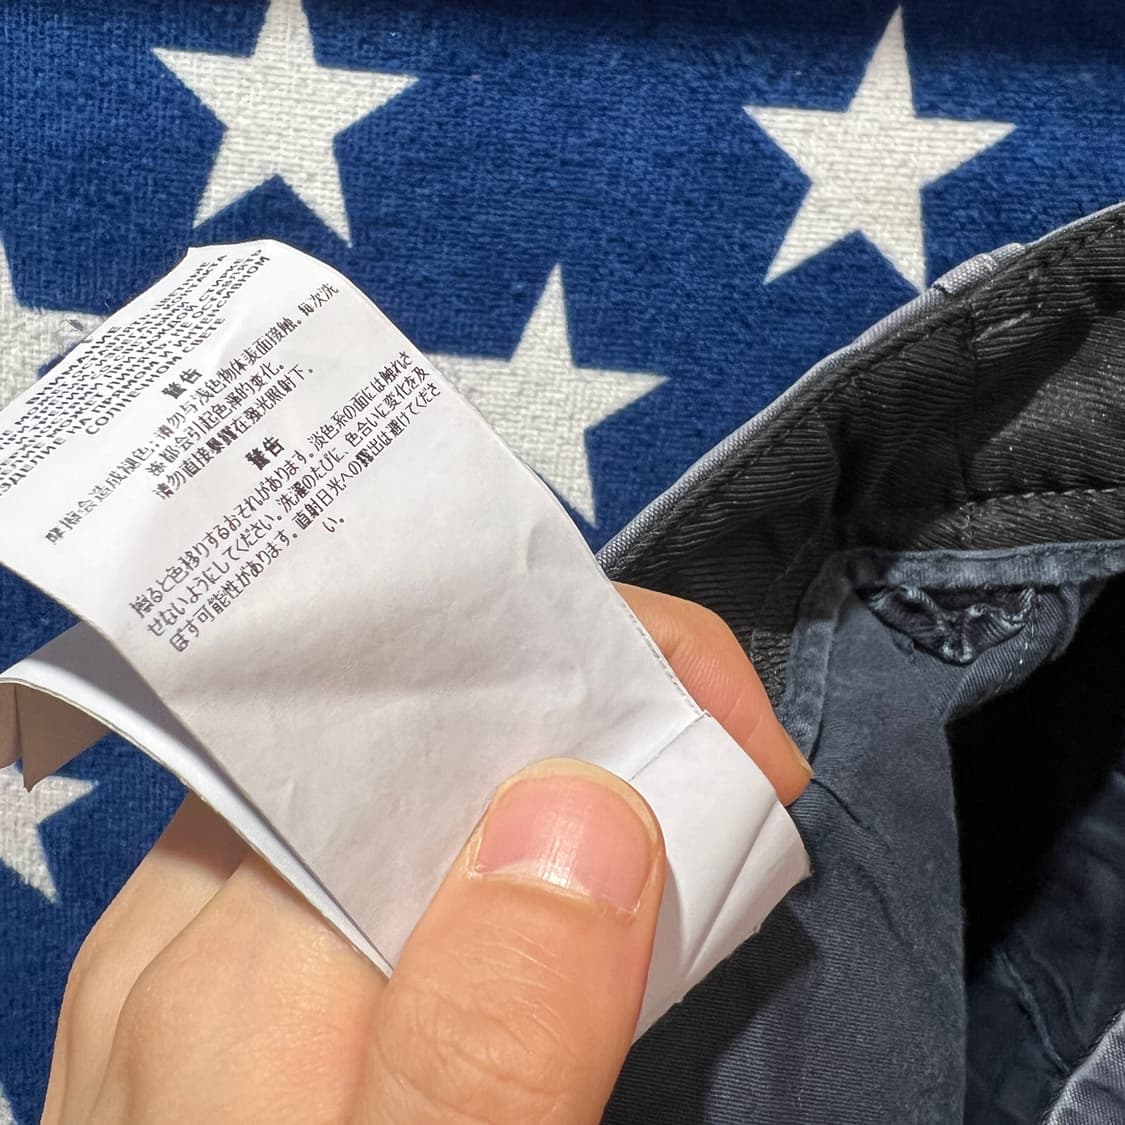 ВНИМАНИЕ
СОЛНЕЧНОМ СВЕТЕ
警告
摩擦会造成褪色；请勿与浅色物体表面接触。每次洗
涤都会引起色泽的变化。
请勿直接暴露在强光照射下。
警告
擦ると色移りするおそれがあります。淡色系の面には触れさ
せないようにしてください。洗濯のたびに、色合いに変化を及
ぼす可能性があります。直射日光への露出は避けてくださ
い。